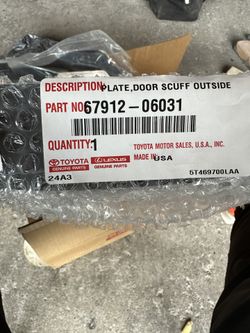 DESCRIPTION PLATE,DOOR SCUFF OUTSIDE
PART NO 67912-06031
QUANTITY: 1
TOYOTA MOTOR SALES, U.S.A., INC.
TOYOTA LEXUS
GENUINE PARTS GENUINE PARTS
MADE IN USA
24A3 5T469700LAA